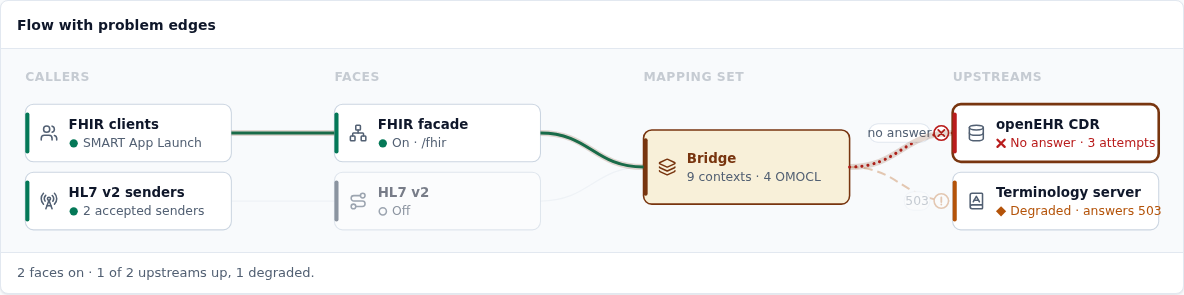 Flow with problem edges
CALLERS
FACES
MAPPING SET
UPSTREAMS
FHIR clients
SMART App Launch
HL7 v2 senders
2 accepted senders
FHIR facade
On · /fhir
HL7 v2
Off
Bridge
9 contexts · 4 OMOCL
no answer
503
openEHR CDR
No answer · 3 attempts
Terminology server
Degraded · answers 503
2 faces on · 1 of 2 upstreams up, 1 degraded.